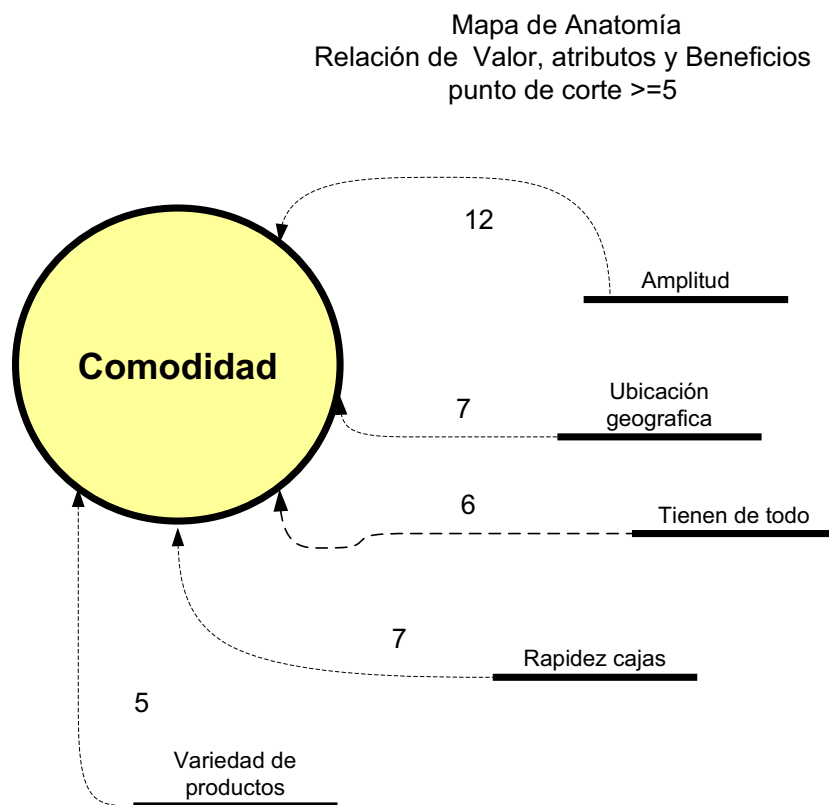 Mapa de Anatomía
Relación de Valor, atributos y Beneficios
punto de corte >=5
12
Amplitud
Comodidad
7
Ubicación
geografica
6
Tienen de todo
7
Rapidez cajas
5
Variedad de
productos